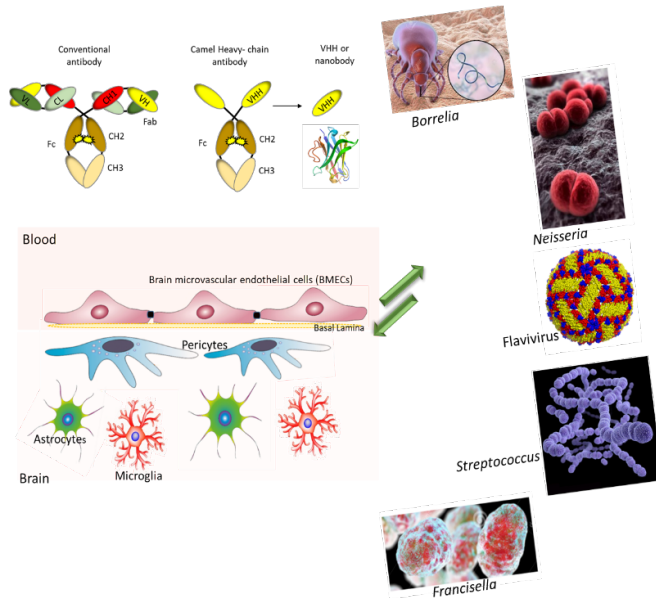 Conventional
antibody
Camel Heavy- chain
antibody
VHH or
nanobody
VL
CL
CH1
VH
Fab
Fc
CH2
CH3
VHH
Fc
CH2
CH3
VHH
Borrelia
Neisseria
Flavivirus
Streptococcus
Francisella
Blood
Brain microvascular endothelial cells (BMECs)
Basal Lamina
Pericytes
Astrocytes
Microglia
Brain